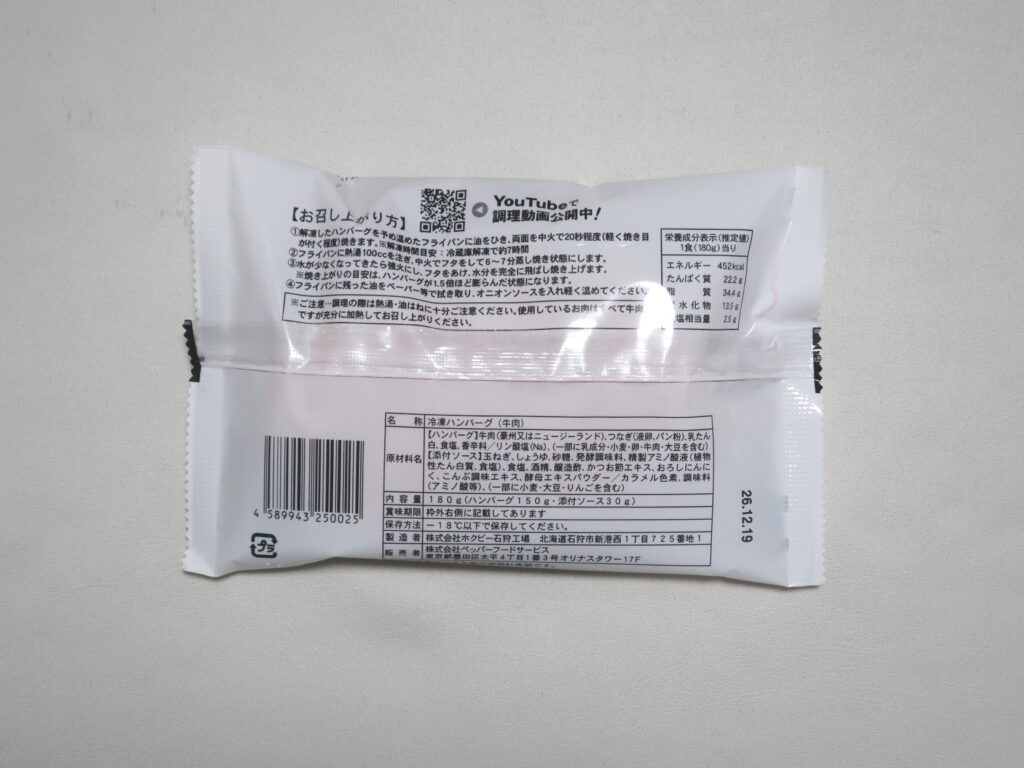 【お召し上がり方】
YouTubeで
調理動画公開中!
①解凍したハンバーグを予め温めたフライパンに油をひき、両面を中火で20秒程度(軽く焼き目
が付く程度)焼きます。※解凍時間目安:冷蔵庫解凍で約7時間
②フライパンに熱湯100ccを注ぎ、中火でフタをして6～7分蒸し焼き状態にします。
③水が少なくなってきたら強火にし、フタをあけ、水分を完全に飛ばし焼き上げます。
※焼き上がりの目安は、ハンバーグが1.5倍ほど膨らんだ状態になります。
④フライパンに残った油をペーパー等で拭き取り、オニオンソースを入れ軽く温めてください。
※ご注意…調理の際は熱湯・油はねに十分ご注意ください。使用しているお肉はすべて牛肉
ですが充分に加熱してお召し上がりください。
栄養成分表示(推定値)
1食(180g)当り
エネルギー 452kcal
たんぱく質 22.2g
脂質 34.4g
水化物 13.5g
塩相当量 2.5g
名称 冷凍ハンバーグ(牛肉)
原材料名 【ハンバーグ】牛肉(豪州又はニュージーランド)、つなぎ(液卵、パン粉)、乳たん
白、食塩、香辛料/リン酸塩(Na)、(一部に乳成分・小麦・卵・牛肉・大豆を含む)
【添付ソース】玉ねぎ、しょうゆ、砂糖、発酵調味料、精製アミノ酸液(植物
性たん白質、食塩)、食塩、酒精、醸造酢、かつお節エキス、おろしにんに
く、こんぶ調味エキス、酵母エキスパウダー/カラメル色素、調味料
(アミノ酸等)、(一部に小麦・大豆・りんごを含む)
内容量 180g(ハンバーグ150g・添付ソース30g)
賞味期限 枠外右側に記載してあります
保存方法 －18℃以下で保存してください。
製造者 株式会社ホクビー石狩工場 北海道石狩市新港西1丁目725番地1
販売者 株式会社ペッパーフードサービス
東京都墨田区太平4丁目1番3号オリナスタワー17F
4 589943 250025
プラ
26.12.19